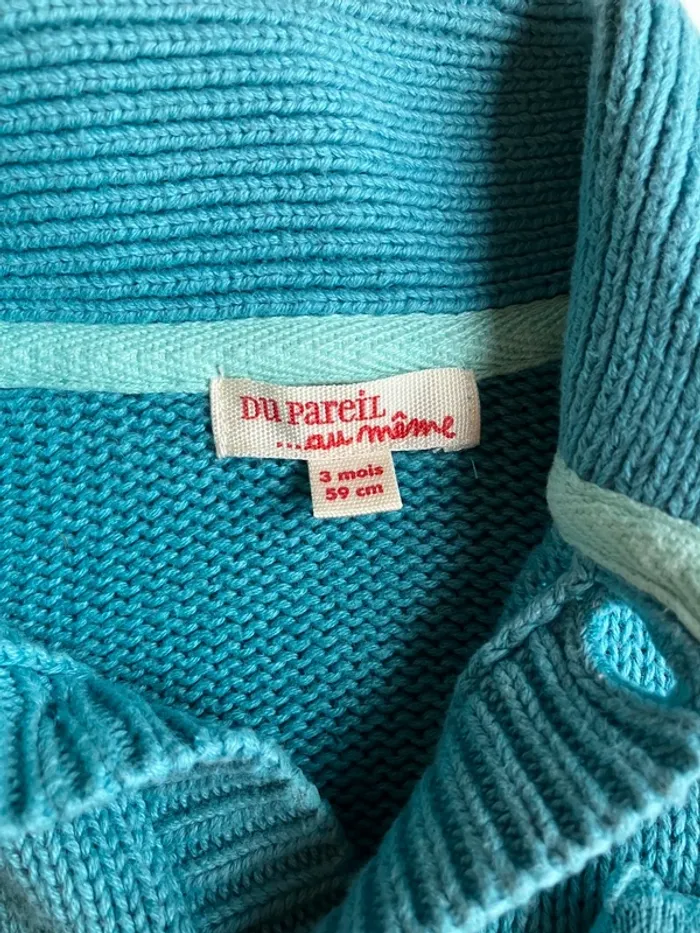 DU PAREIL
...au même
3 mois
59 cm